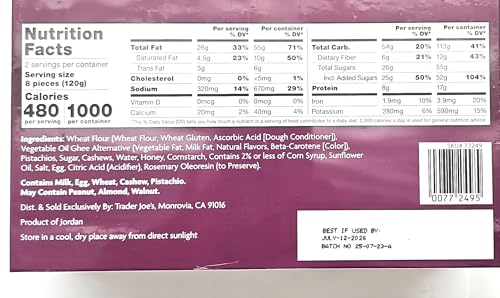 Nutrition
Facts
2 servings per container
Serving size
8 pieces (120g)
Calories
480 per serving 1000 per container
Per serving % DV* Per container % DV*
Total Fat 26g 33% 55g 71%
Saturated Fat 4.5g 23% 10g 50%
Trans Fat 3g 6g
Cholesterol 0mg 0% <5mg 1%
Sodium 320mg 14% 670mg 29%
Vitamin D 0mcg 0% 0mcg 0%
Calcium 20mg 2% 40mg 4%
Per serving % DV* Per container % DV*
Total Carb. 54g 20% 113g 41%
Dietary Fiber 6g 21% 12g 43%
Total Sugars 26g 55g
Incl. Added Sugars 25g 50% 52g 104%
Protein 8g 17g
Iron 1.9mg 10% 3.9mg 20%
Potassium 280mg 6% 590mg 15%
*The % Daily Value (DV) tells you how much a nutrient in a serving of food contributes to a daily diet. 2,000 calories a day is used for general nutrition advice.
Ingredients: Wheat Flour (Wheat Flour, Wheat Gluten, Ascorbic Acid [Dough Conditioner]),
Vegetable Oil Ghee Alternative (Vegetable Fat, Milk Fat, Natural Flavors, Beta-Carotene [Color]),
Pistachios, Sugar, Cashews, Water, Honey, Cornstarch, Contains 2% or less of Corn Syrup, Sunflower
Oil, Salt, Egg, Citric Acid (Acidifier), Rosemary Oleoresin (to Preserve).
Contains Milk, Egg, Wheat, Cashew, Pistachio.
May Contain Peanut, Almond, Walnut.
Dist. & Sold Exclusively By: Trader Joe's, Monrovia, CA 91016
Product of Jordan
Store in a cool, dry place away from direct sunlight
SKU# 77249
0077 2495
BEST IF USED BY:
JULY-12-2026
BATCH NO 25-07-23-A